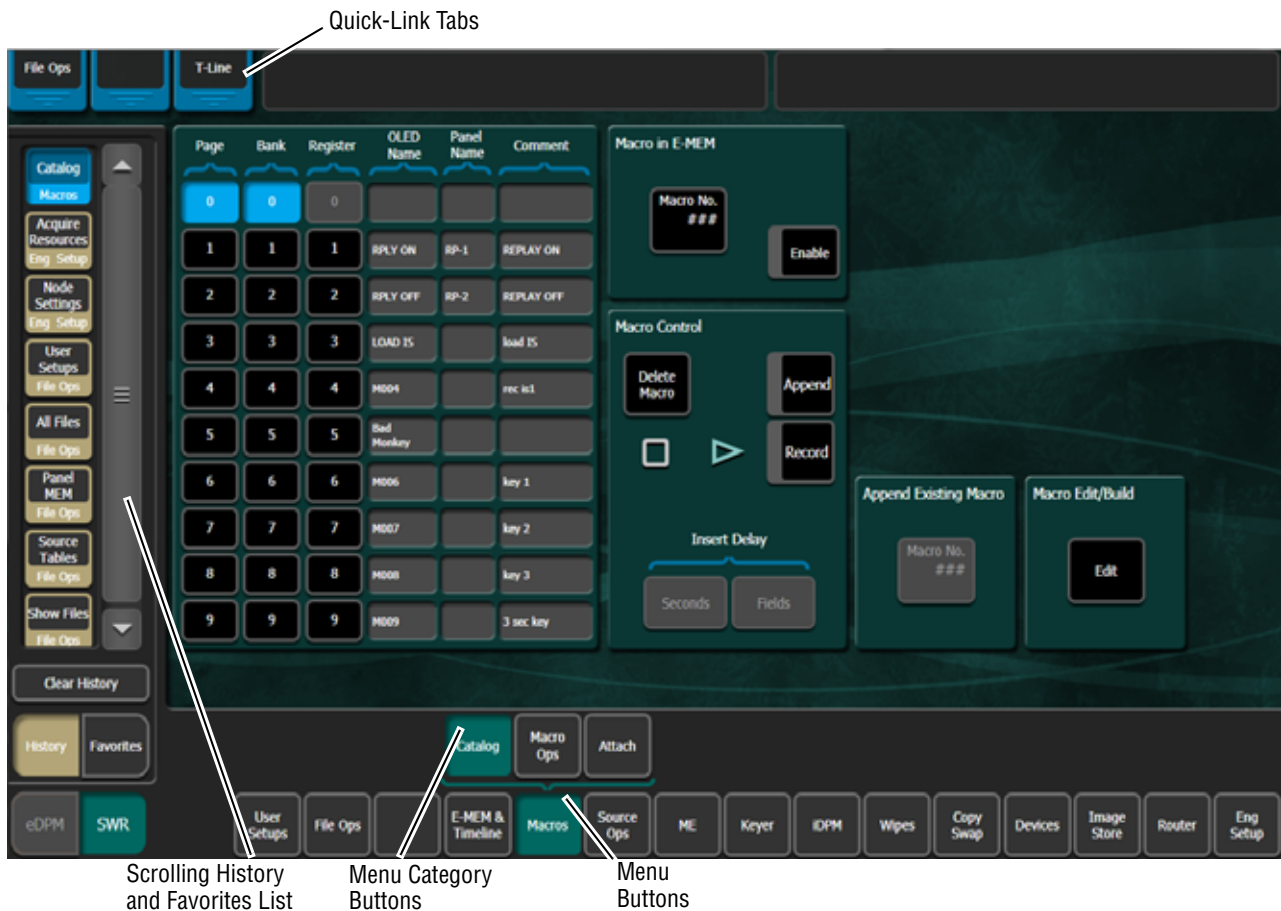 Quick-Link Tabs
File Ops
T-Line
Catalog
Macros
Acquire
Resources
Eng Setup
Node
Settings
Eng Setup
User
Setups
File Ops
All Files
File Ops
Panel
MEM
File Ops
Source
Tables
File Ops
Show Files
File Ops
Clear History
History Favorites
eDPM SWR
Page Bank Register OLED Name Panel Name Comment
0 0 0
1 1 1 RPLY ON RP-1 REPLAY ON
2 2 2 RPLY OFF RP-2 REPLAY OFF
3 3 3 LOAD IS load IS
4 4 4 M004 rec is1
5 5 5 Bad Monkey
6 6 6 M006 key 1
7 7 7 M007 key 2
8 8 8 M008 key 3
9 9 9 M009 3 sec key
Macro in E-MEM
Macro No.
###
Enable
Macro Control
Delete
Macro
Append
Record
Insert Delay
Seconds Fields
Append Existing Macro
Macro No.
###
Macro Edit/Build
Edit
Catalog
Macro
Ops
Attach
User
Setups
File Ops
E-MEM &
Timeline
Macros
Source
Ops
ME
Keyer
iDPM
Wipes
Copy
Swap
Devices
Image
Store
Router
Eng
Setup
Scrolling History
and Favorites List
Menu Category
Buttons
Menu
Buttons